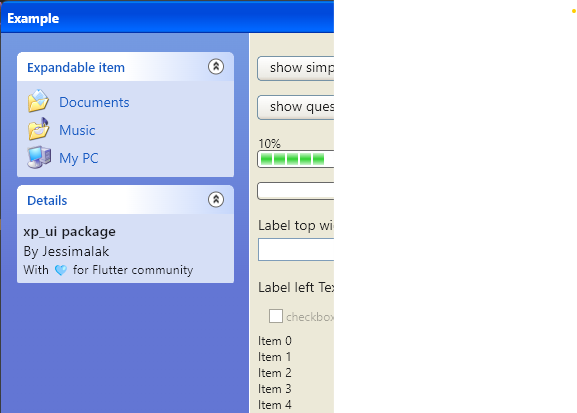 Example
Expandable item
Documents
Music
My PC
Details
xp_ui package
By Jessimalak
With 🩵 for Flutter community
show simp
show ques
10%
Label top wi
Label left Te
checkbox
Item 0
Item 1
Item 2
Item 3
Item 4